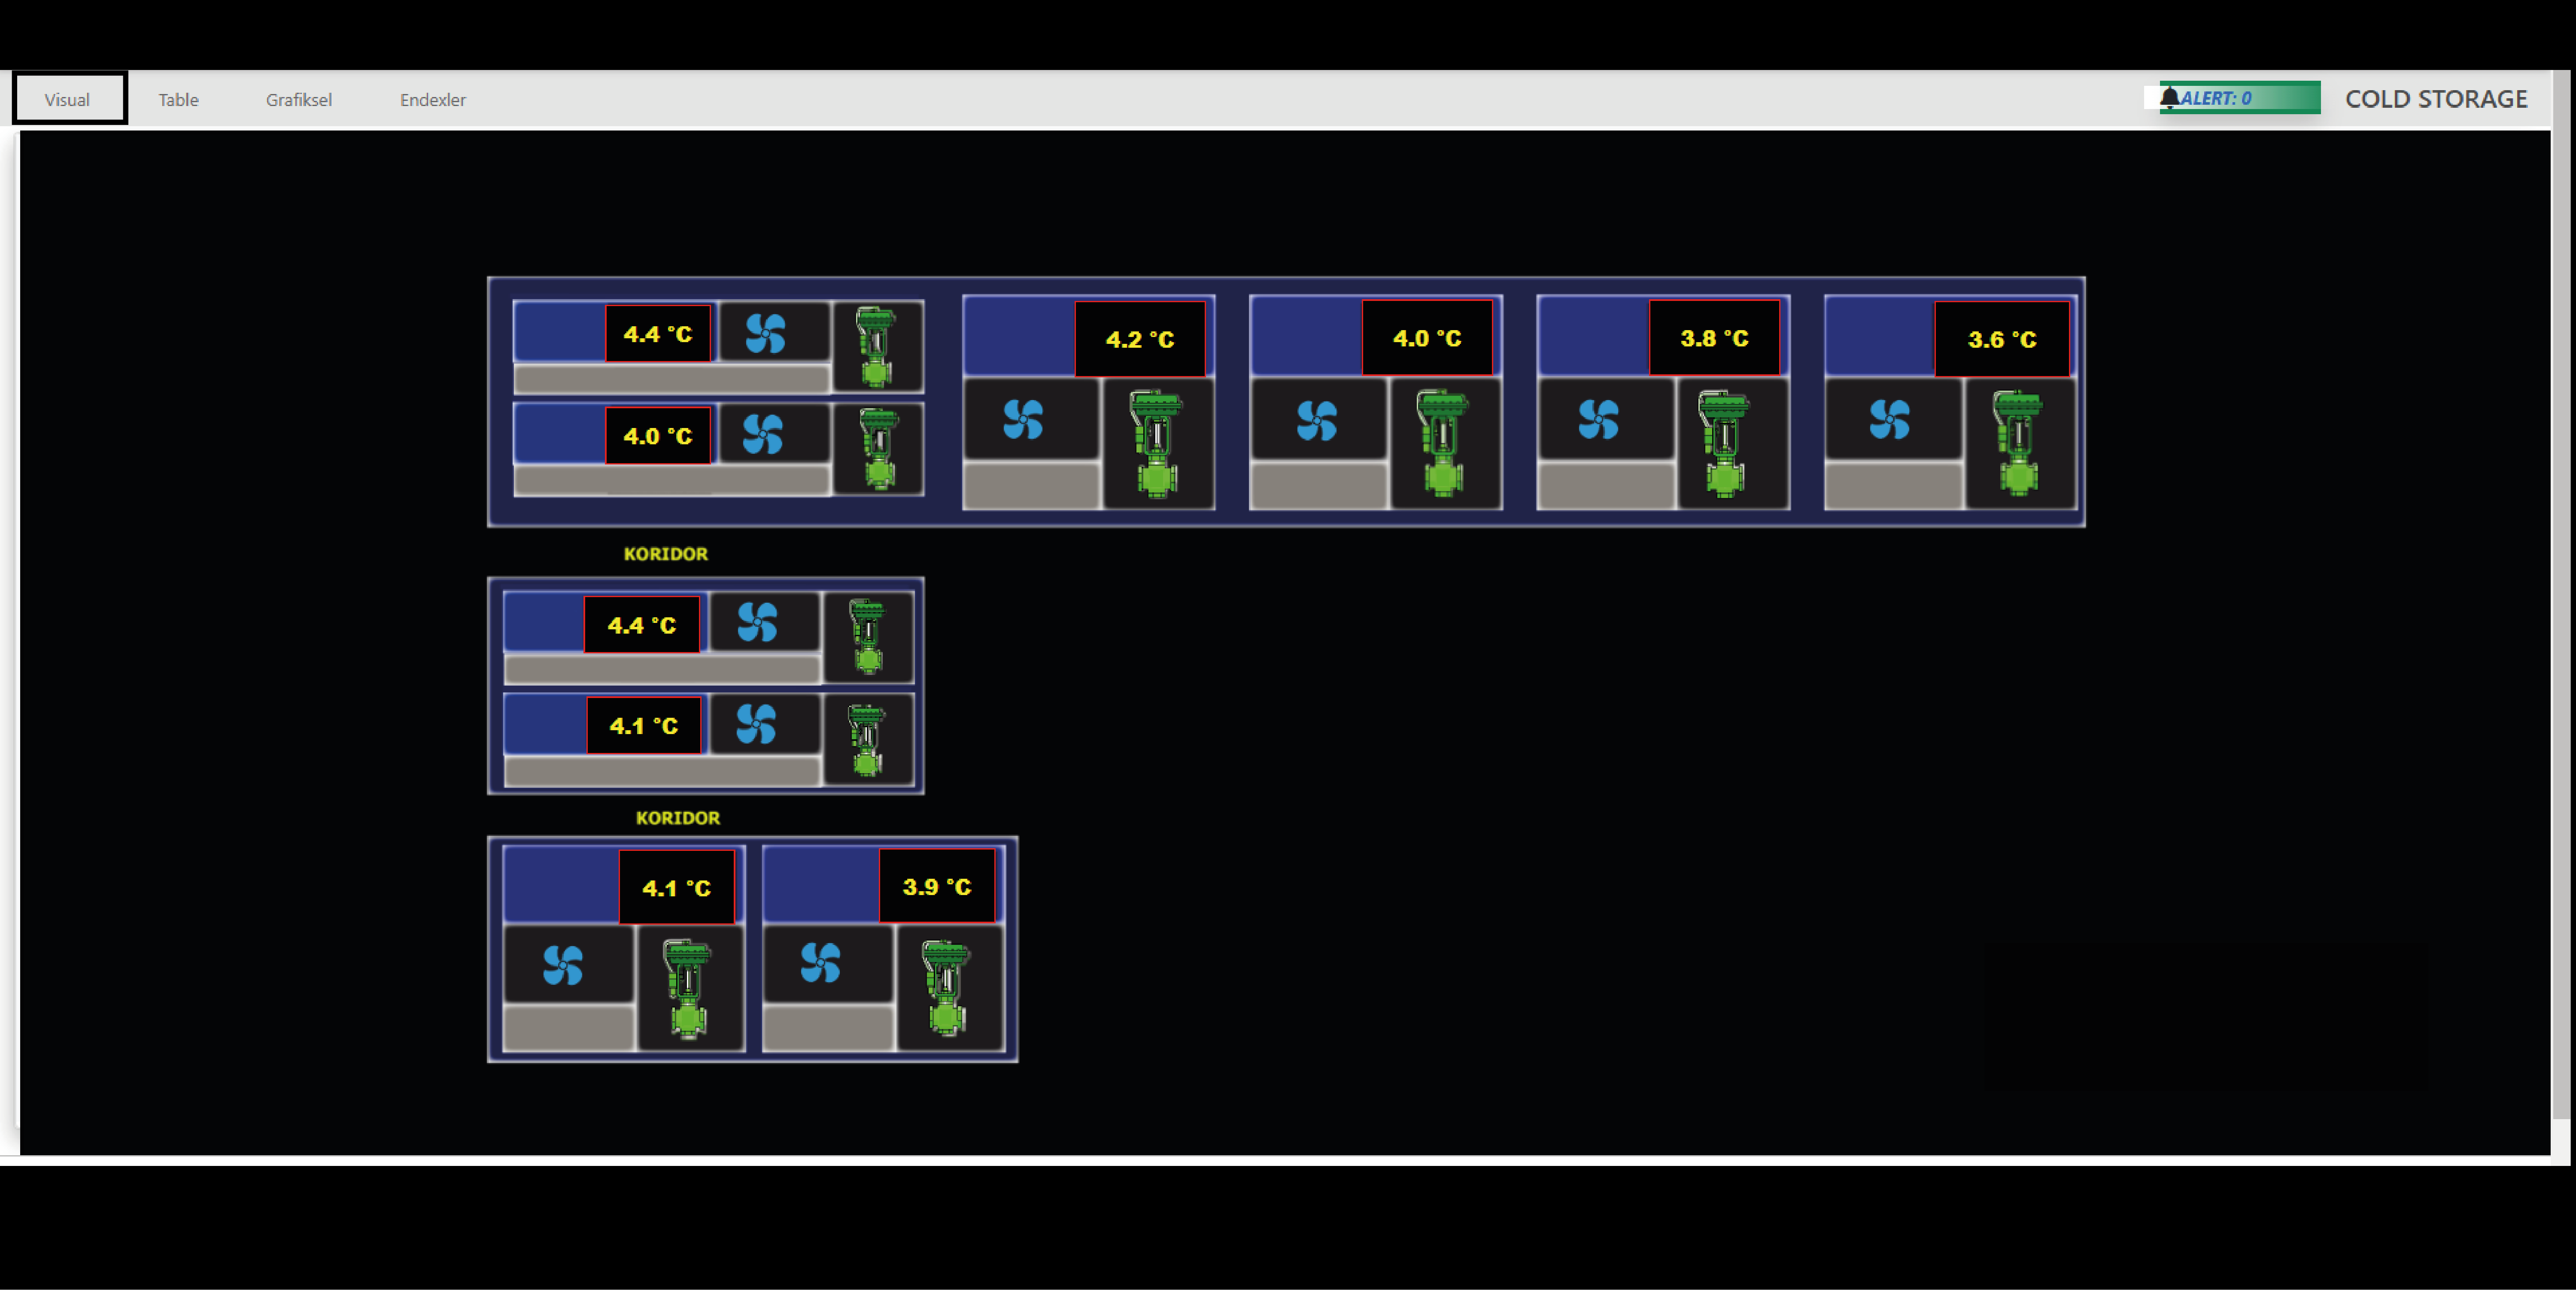 Visual Table Grafiksel Endexler ALERT: 0 COLD STORAGE
4.4 °C
4.2 °C
4.0 °C
3.8 °C
3.6 °C
4.0 °C
KORIDOR
4.4 °C
4.1 °C
KORIDOR
4.1 °C
3.9 °C